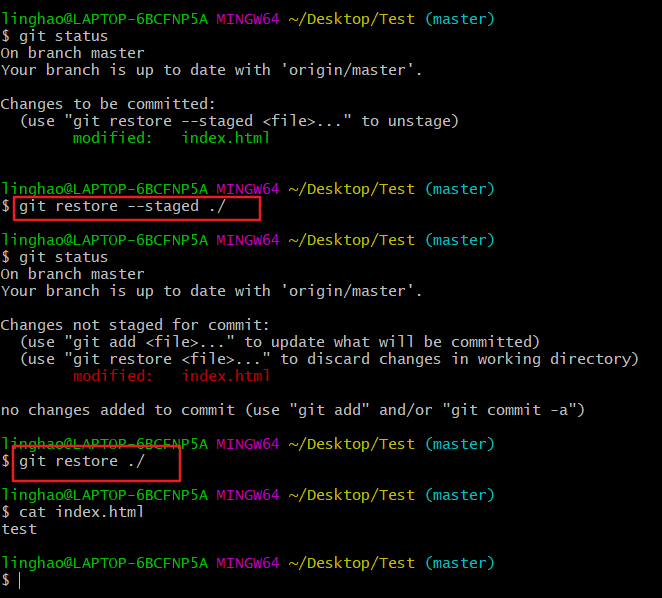 linghao@LAPTOP-6BCFNP5A MINGW64 ~/Desktop/Test (master)
$ git status
On branch master
Your branch is up to date with 'origin/master'.
Changes to be committed:
(use "git restore --staged <file>..." to unstage)
modified: index.html
linghao@LAPTOP-6BCFNP5A MINGW64 ~/Desktop/Test (master)
$ git restore --staged ./
linghao@LAPTOP-6BCFNP5A MINGW64 ~/Desktop/Test (master)
$ git status
On branch master
Your branch is up to date with 'origin/master'.
Changes not staged for commit:
(use "git add <file>..." to update what will be committed)
(use "git restore <file>..." to discard changes in working directory)
modified: index.html
no changes added to commit (use "git add" and/or "git commit -a")
linghao@LAPTOP-6BCFNP5A MINGW64 ~/Desktop/Test (master)
$ git restore ./
linghao@LAPTOP-6BCFNP5A MINGW64 ~/Desktop/Test (master)
$ cat index.html
test
linghao@LAPTOP-6BCFNP5A MINGW64 ~/Desktop/Test (master)
$